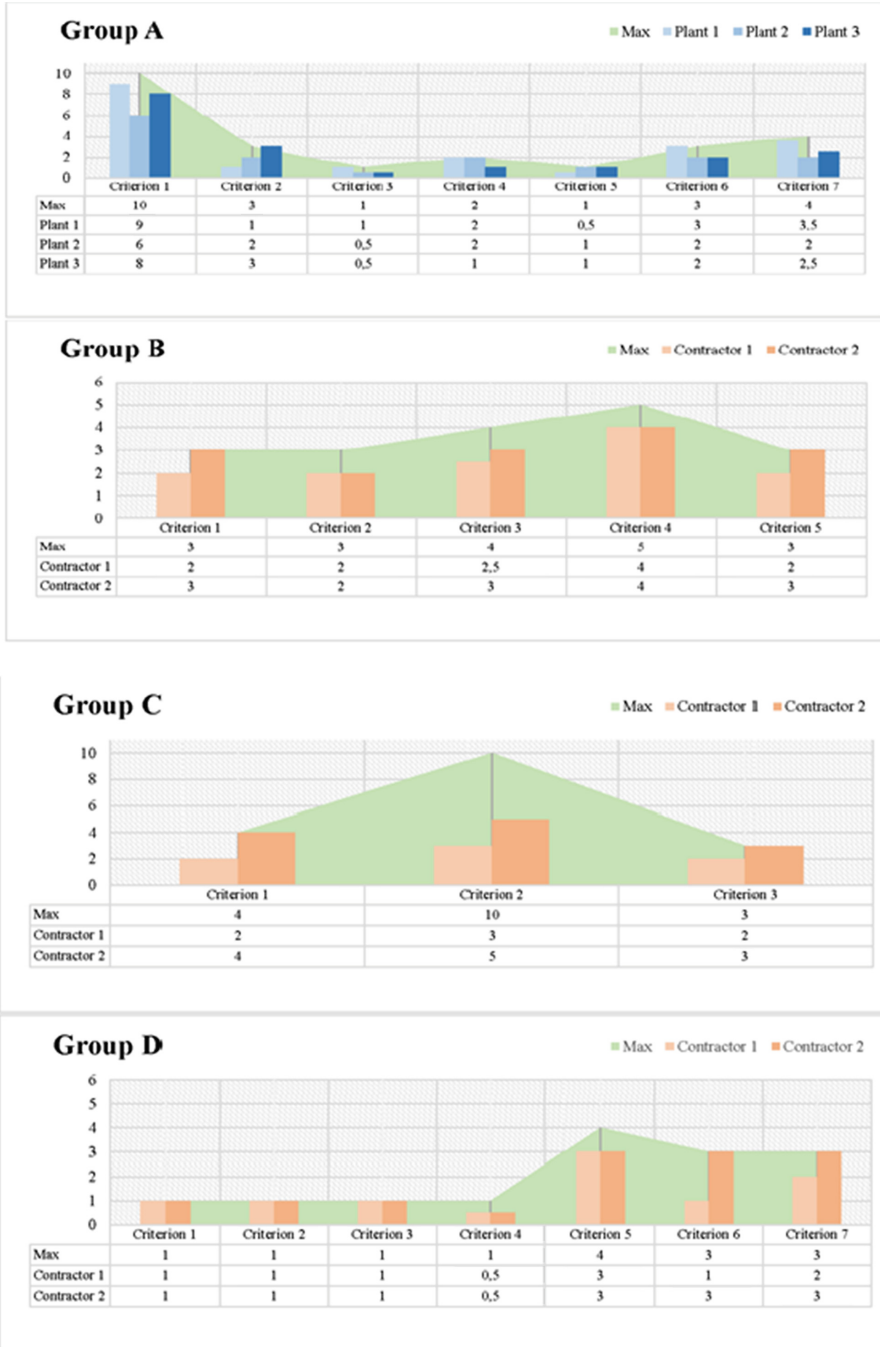 Group A
Max Plant 1 Plant 2 Plant 3
10
8
6
4
2
0
Criterion 1 Criterion 2 Criterion 3 Criterion 4 Criterion 5 Criterion 6 Criterion 7
Max 10 3 1 2 1 3 4
Plant 1 9 1 1 2 0,5 3 3,5
Plant 2 6 2 0,5 2 1 2 2
Plant 3 8 3 0,5 1 1 2 2,5
Group B
Max Contractor 1 Contractor 2
6
5
4
3
2
1
0
Criterion 1 Criterion 2 Criterion 3 Criterion 4 Criterion 5
Max 3 3 4 5 3
Contractor 1 2 2 2,5 4 2
Contractor 2 3 2 3 4 3
Group C
Max Contractor 1 Contractor 2
10
8
6
4
2
0
Criterion 1 Criterion 2 Criterion 3
Max 4 10 3
Contractor 1 2 3 2
Contractor 2 4 5 3
Group D
Max Contractor 1 Contractor 2
6
5
4
3
2
1
0
Criterion 1 Criterion 2 Criterion 3 Criterion 4 Criterion 5 Criterion 6 Criterion 7
Max 1 1 1 1 4 3 3
Contractor 1 1 1 1 0,5 3 1 2
Contractor 2 1 1 1 0,5 3 3 3